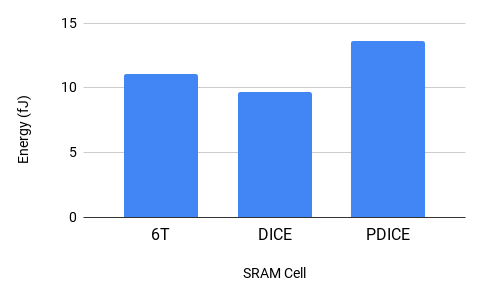 15
10
5
0
Energy (fJ)
6T DICE PDICE
SRAM Cell